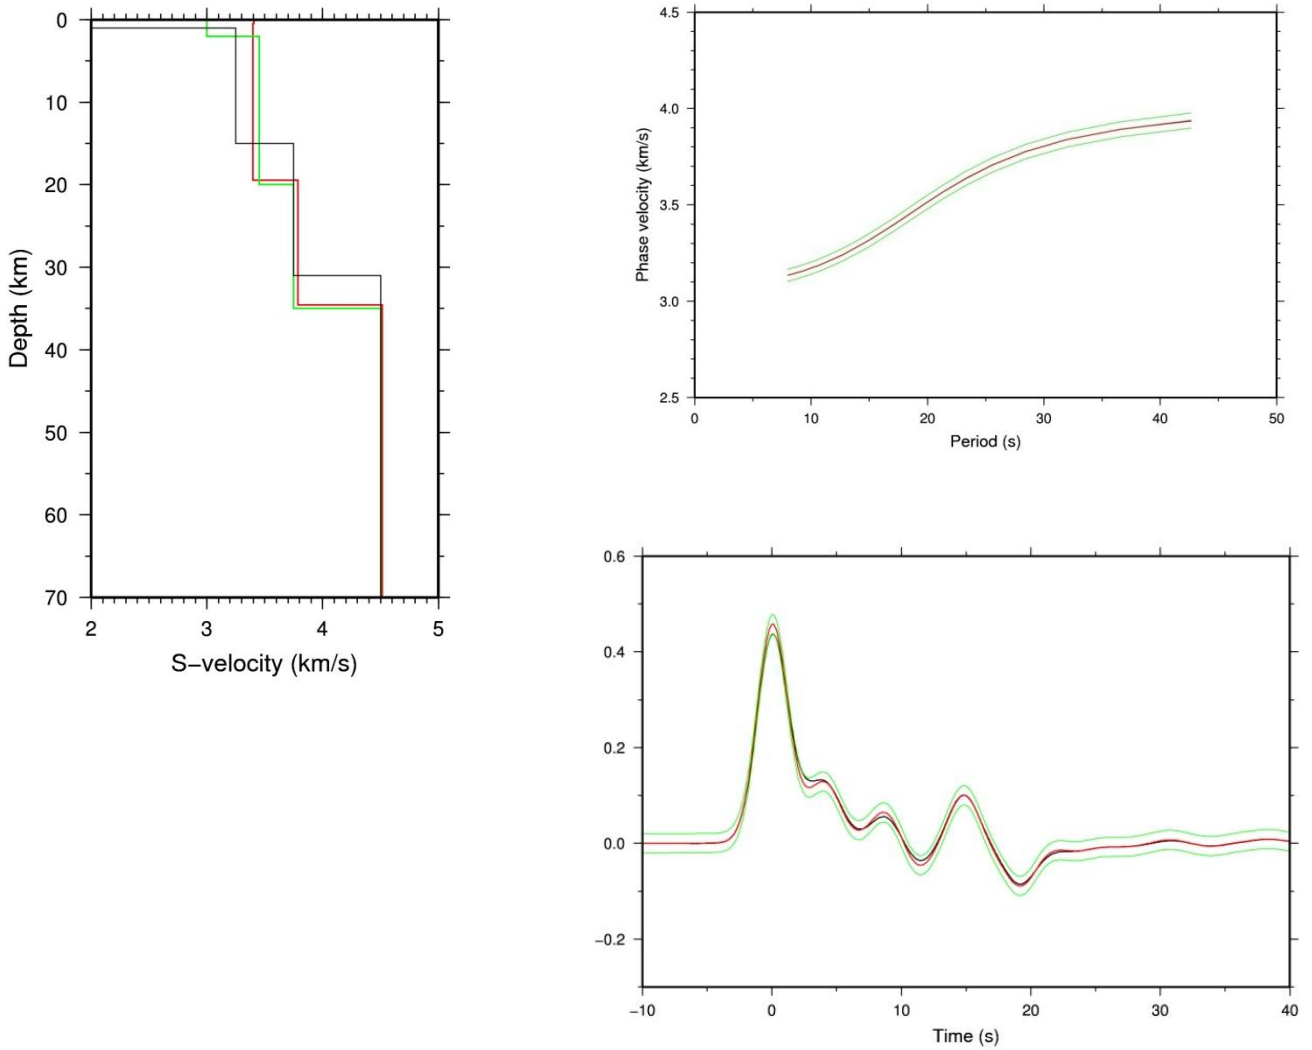 0
10
20
30
40
50
60
70
Depth (km)
2 3 4 5
S−velocity (km/s)
4.5
4.0
3.5
3.0
2.5
Phase velocity (km/s)
0 10 20 30 40 50
Period (s)
0.6
0.4
0.2
0.0
−0.2
−10 0 10 20 30 40
Time (s)